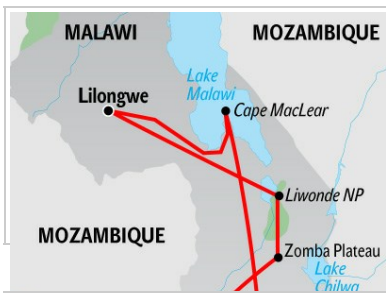 MALAWI
MOZAMBIQUE
Lake
Malawi
Lilongwe
Cape MacLear
Liwonde NP
MOZAMBIQUE
Zomba Plateau
Lake
Chilwa